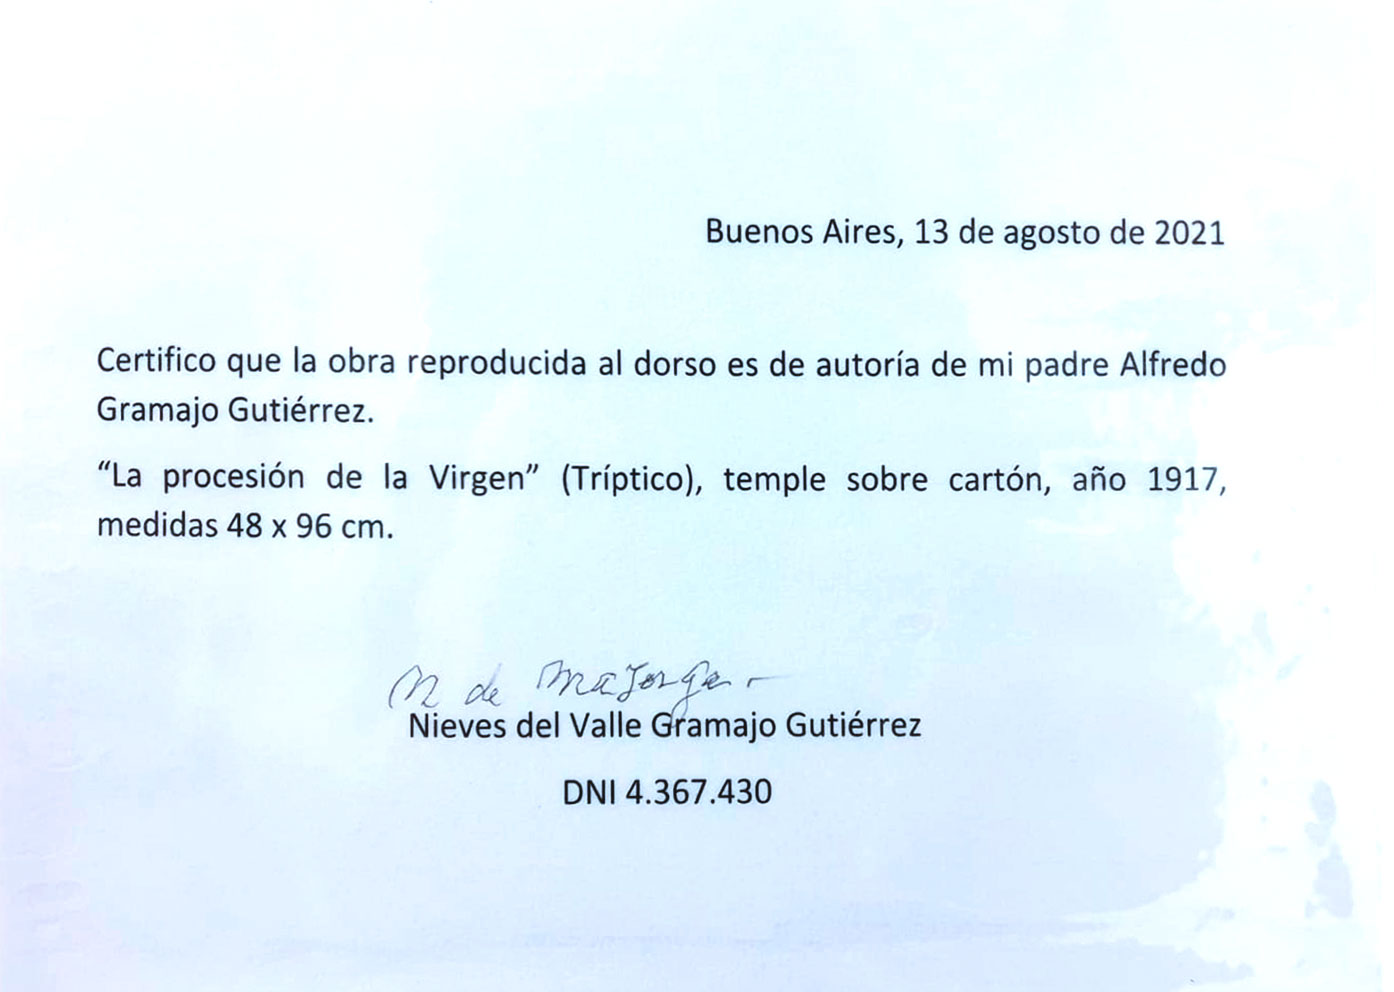 Buenos Aires, 13 de agosto de 2021
Certifico que la obra reproducida al dorso es de autoría de mi padre Alfredo
Gramajo Gutiérrez.
“La procesión de la Virgen” (Tríptico), temple sobre cartón, año 1917,
medidas 48 x 96 cm.
N de
Nieves del Valle Gramajo Gutiérrez
DNI 4.367.430